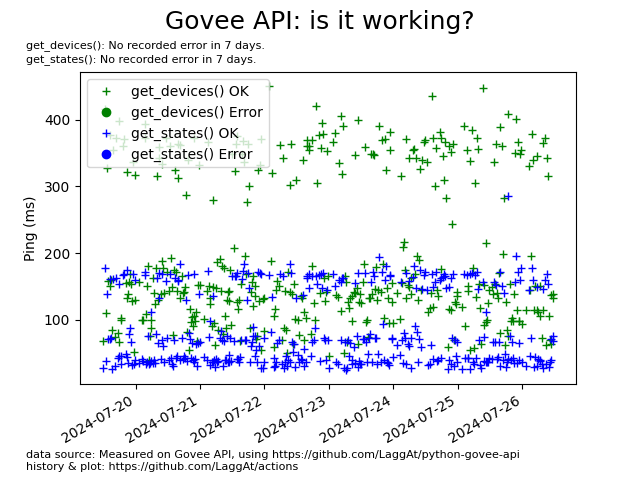 Govee API: is it working?
get_devices(): No recorded error in 7 days.
get_states(): No recorded error in 7 days.
get_devices() OK
get_devices() Error
get_states() OK
get_states() Error
Ping (ms)
400
300
200
100
2024-07-20
2024-07-21
2024-07-22
2024-07-23
2024-07-24
2024-07-25
2024-07-26
data source: Measured on Govee API, using https://github.com/LaggAt/python-govee-api
history & plot: https://github.com/LaggAt/actions